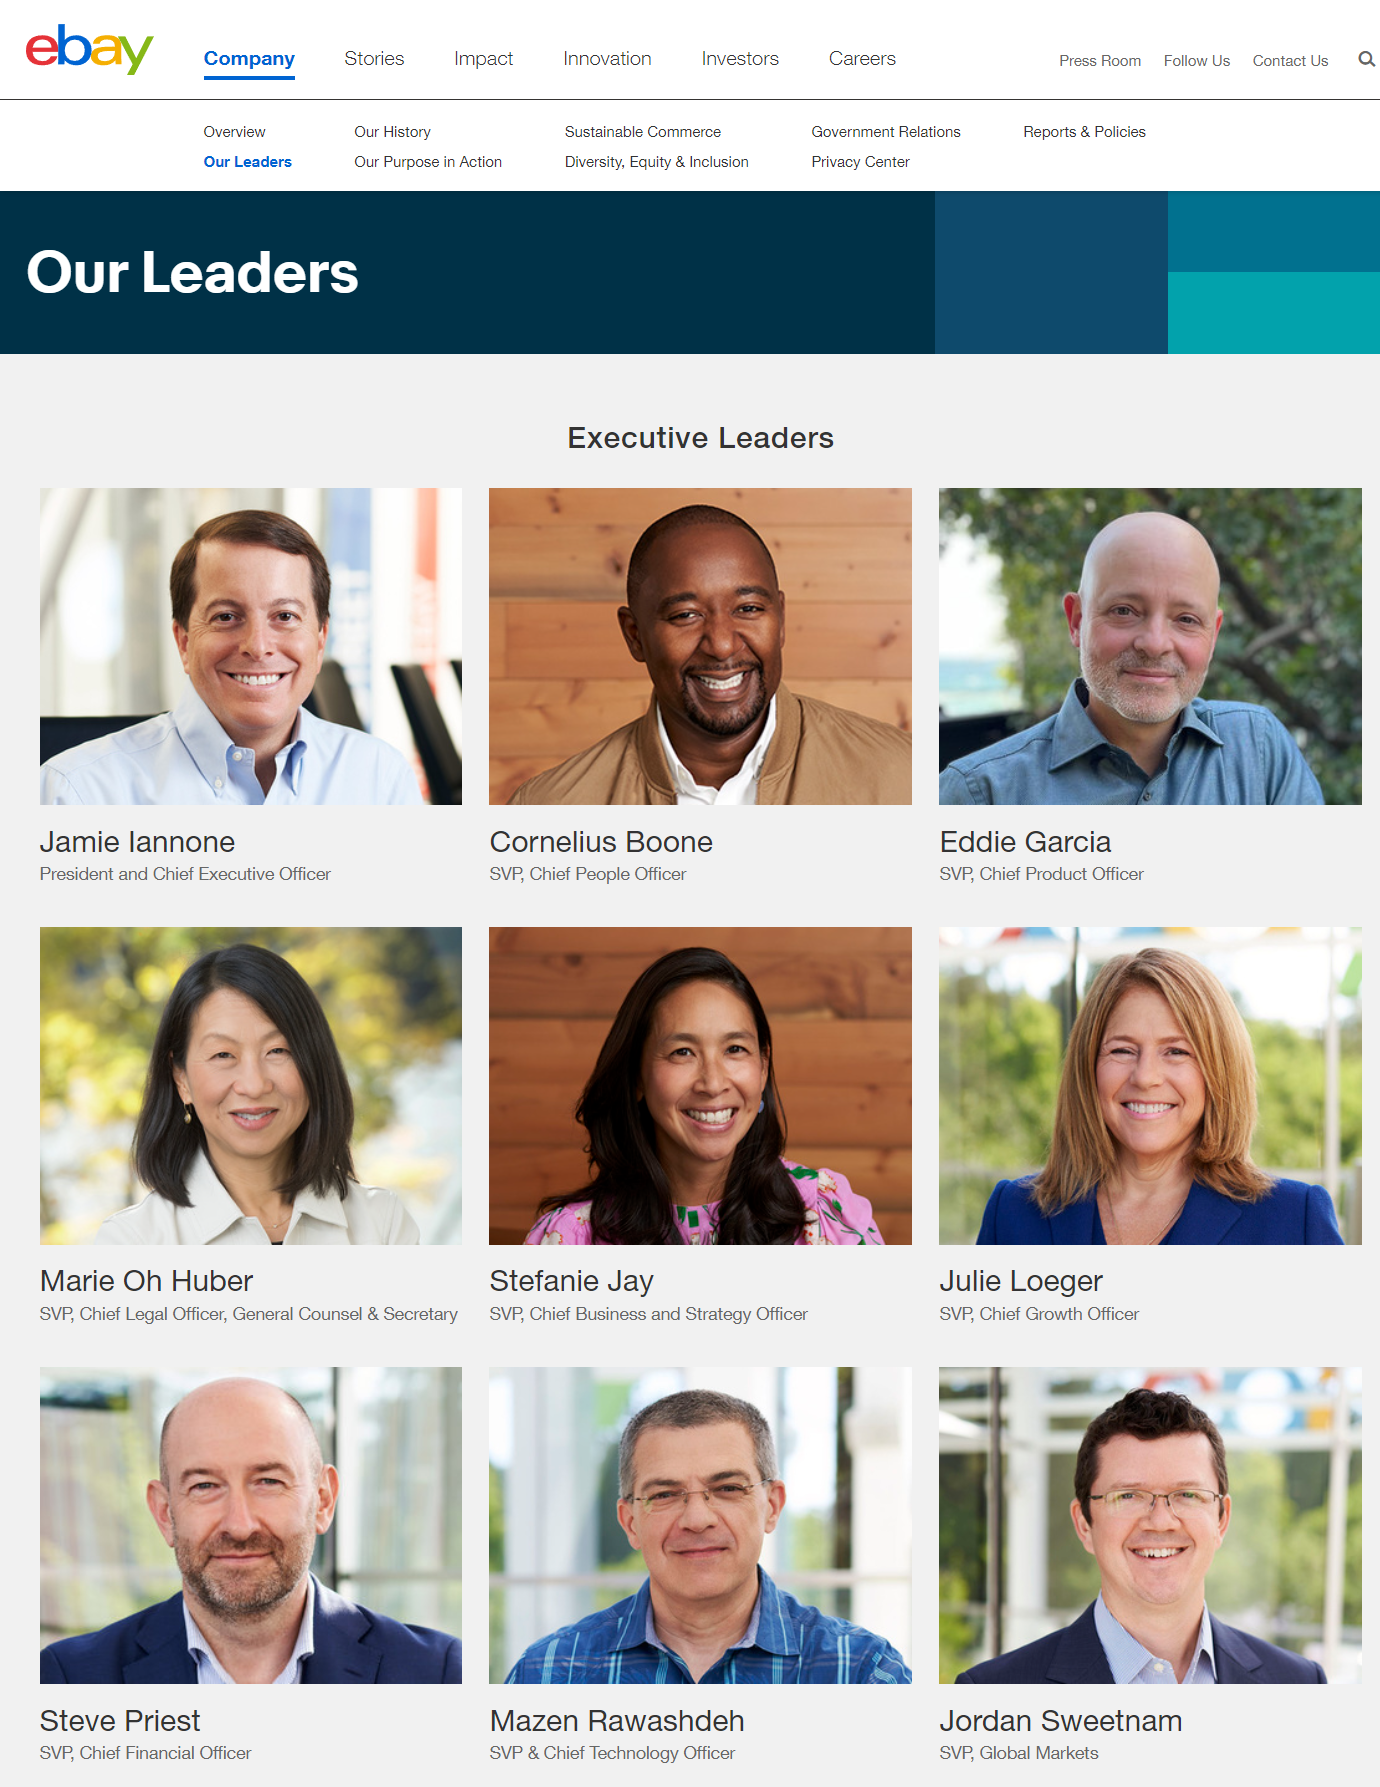 ebay
Company Stories Impact Innovation Investors Careers Press Room Follow Us Contact Us
Overview Our History Sustainable Commerce Government Relations Reports & Policies
Our Leaders Our Purpose in Action Diversity, Equity & Inclusion Privacy Center
Our Leaders
Executive Leaders
Jamie Iannone Cornelius Boone Eddie Garcia
President and Chief Executive Officer SVP, Chief People Officer SVP, Chief Product Officer
Marie Oh Huber Stefanie Jay Julie Loeger
SVP, Chief Legal Officer, General Counsel & Secretary SVP, Chief Business and Strategy Officer SVP, Chief Growth Officer
Steve Priest Mazen Rawashdeh Jordan Sweetnam
SVP, Chief Financial Officer SVP & Chief Technology Officer SVP, Global Markets